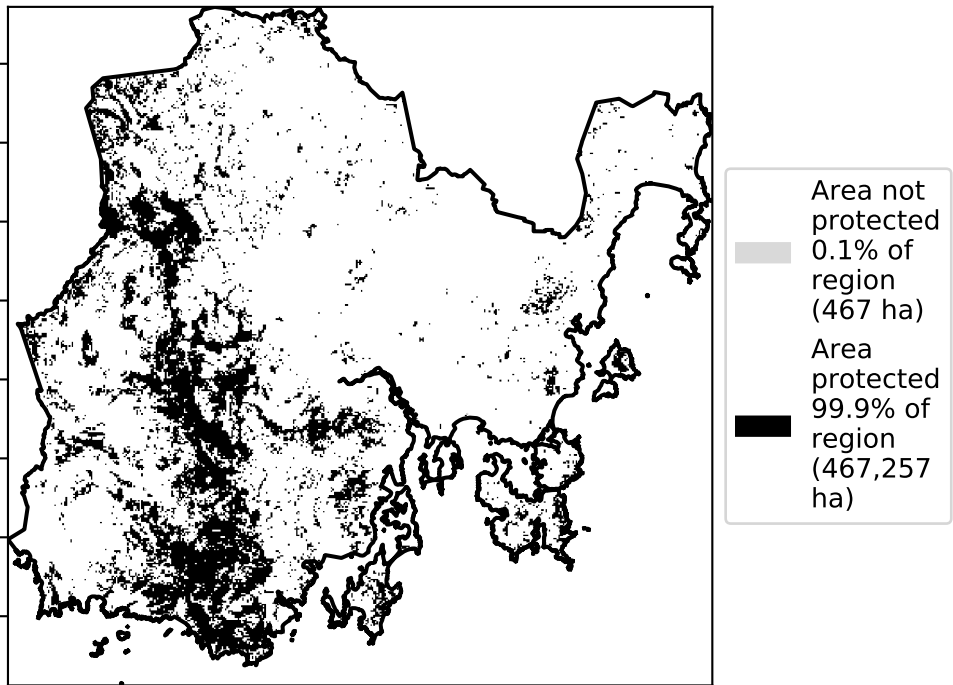 Area not
protected
0.1% of
region
(467 ha)
Area
protected
99.9% of
region
(467,257
ha)